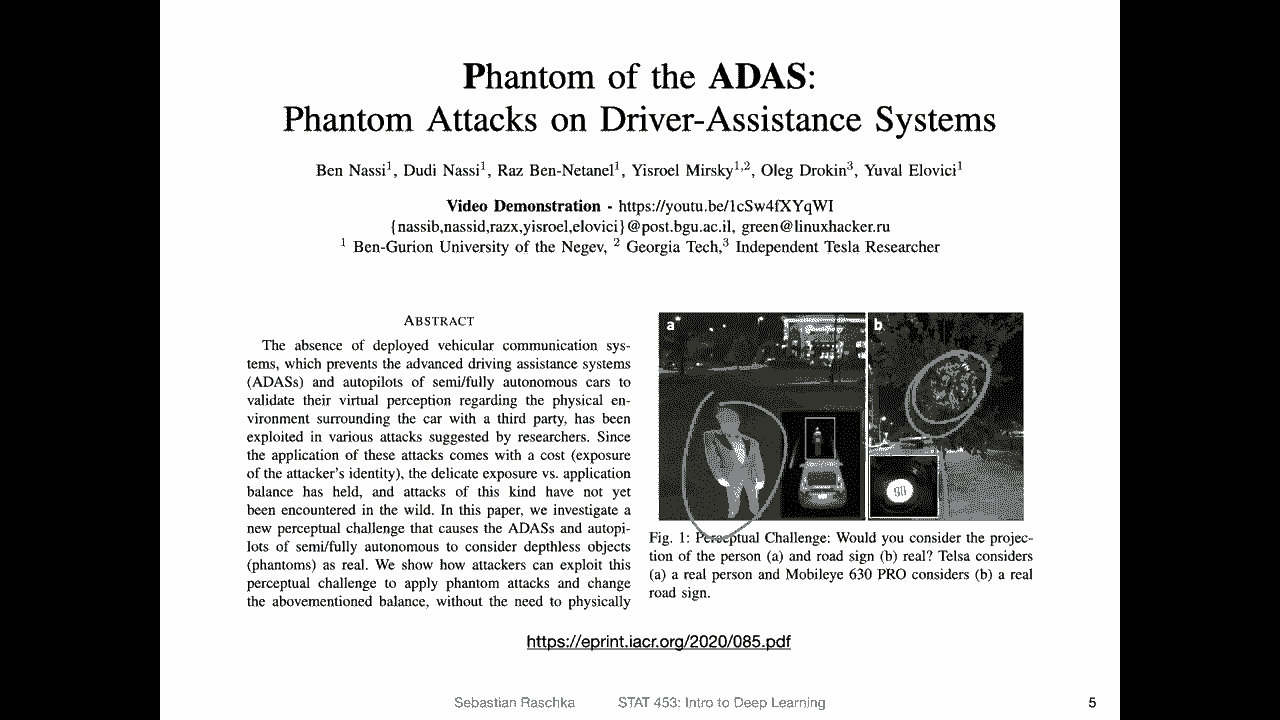 Phantom of the ADAS:
Phantom Attacks on Driver-Assistance Systems
Ben Nassi1, Dudi Nassi1, Raz Ben-Netanel1, Yisroel Mirsky1,2, Oleg Drokin3, Yuval Elovici1
Video Demonstration - https://youtu.be/1cSw4fXYqWI
{nassib,nassid,razx,yisroel,elovici}@post.bgu.ac.il, green@linuxhacker.ru
1 Ben-Gurion University of the Negev, 2 Georgia Tech,3 Independent Tesla Researcher
ABSTRACT
The absence of deployed vehicular communication sys-
tems, which prevents the advanced driving assistance systems
(ADASs) and autopilots of semi/fully autonomous cars to
validate their virtual perception regarding the physical en-
vironment surrounding the car with a third party, has been
exploited in various attacks suggested by researchers. Since
the application of these attacks comes with a cost (exposure
of the attacker's identity), the delicate exposure vs. application
balance has held, and attacks of this kind have not yet
been encountered in the wild. In this paper, we investigate a
new perceptual challenge that causes the ADASs and autopi-
lots of semi/fully autonomous to consider depthless objects
(phantoms) as real. We show how attackers can exploit this
perceptual challenge to apply phantom attacks and change
the abovementioned balance, without the need to physically
a
b
90
Fig. 1: Perceptual Challenge: Would you consider the projec-
tion of the person (a) and road sign (b) real? Telsa considers
(a) a real person and Mobileye 630 PRO considers (b) a real
road sign.
https://eprint.iacr.org/2020/085.pdf
Sebastian Raschka
STAT 453: Intro to Deep Learning
5